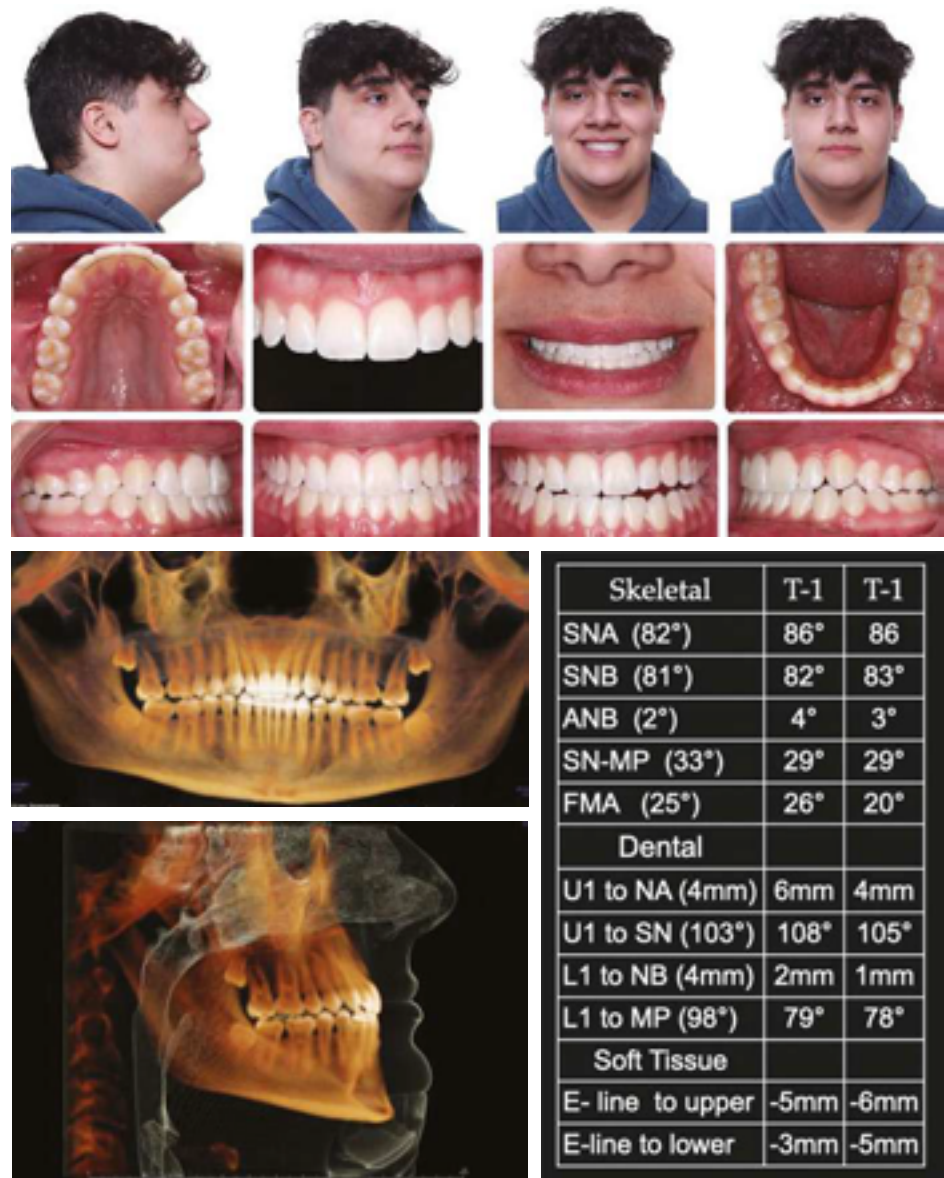 Skeletal T-1 T-1
SNA (82°) 86° 86
SNB (81°) 82° 83°
ANB (2°) 4° 3°
SN-MP (33°) 29° 29°
FMA (25°) 26° 20°
Dental
U1 to NA (4mm) 6mm 4mm
U1 to SN (103°) 108° 105°
L1 to NB (4mm) 2mm 1mm
L1 to MP (98°) 79° 78°
Soft Tissue
E- line to upper -5mm -6mm
E-line to lower -3mm -5mm